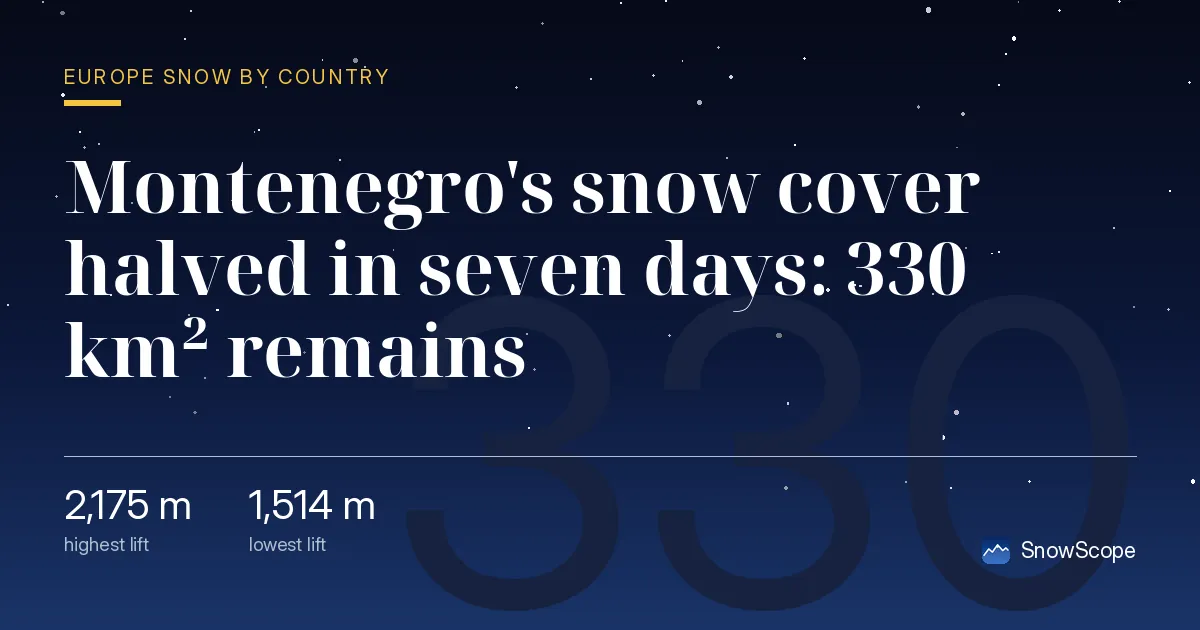 EUROPE SNOW BY COUNTRY
Montenegro's snow cover
halved in seven days: 330
km² remains
330
2,175 m
highest lift
1,514 m
lowest lift
SnowScope